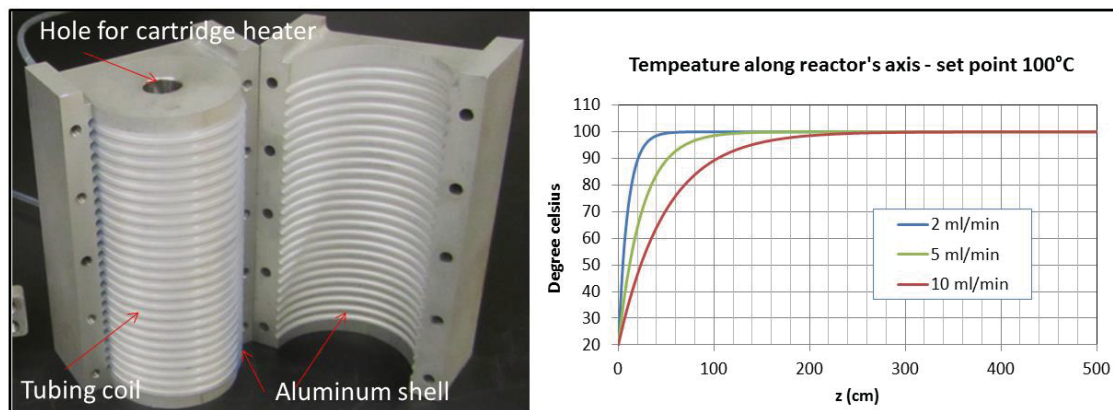 Hole for cartridge heater
Tubing coil
Aluminum shell
Tempeature along reactor's axis - set point 100°C
Degree celsius
110
100
90
80
70
60
50
40
30
20
2 ml/min
5 ml/min
10 ml/min
0
100
200
300
400
500
z (cm)